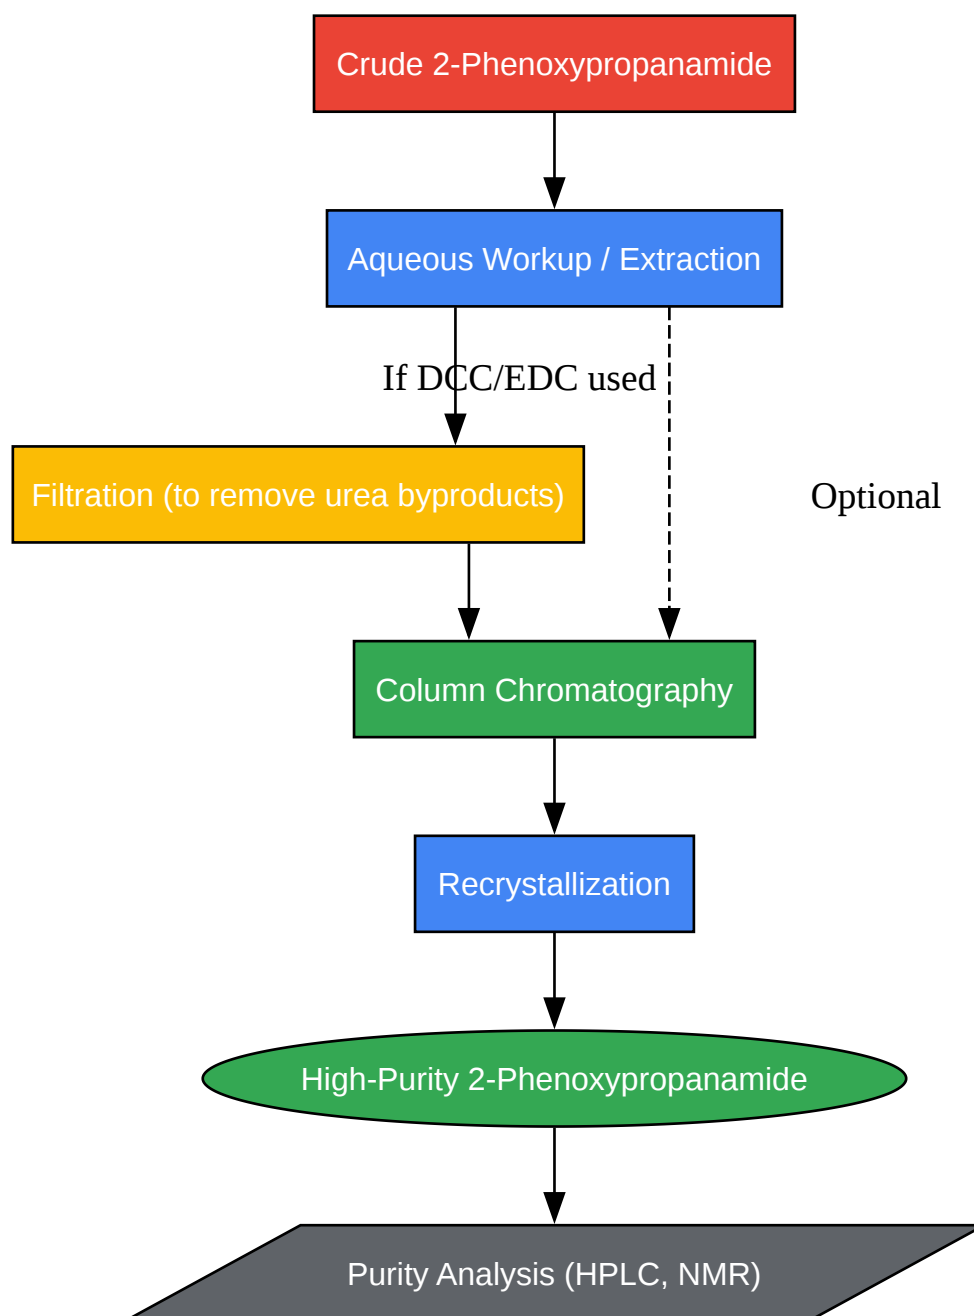 Crude 2-Phenoxypropanamide
Aqueous Workup / Extraction
If DCC/EDC used
Filtration (to remove urea byproducts)
Optional
Column Chromatography
Recrystallization
High-Purity 2-Phenoxypropanamide
Purity Analysis (HPLC, NMR)